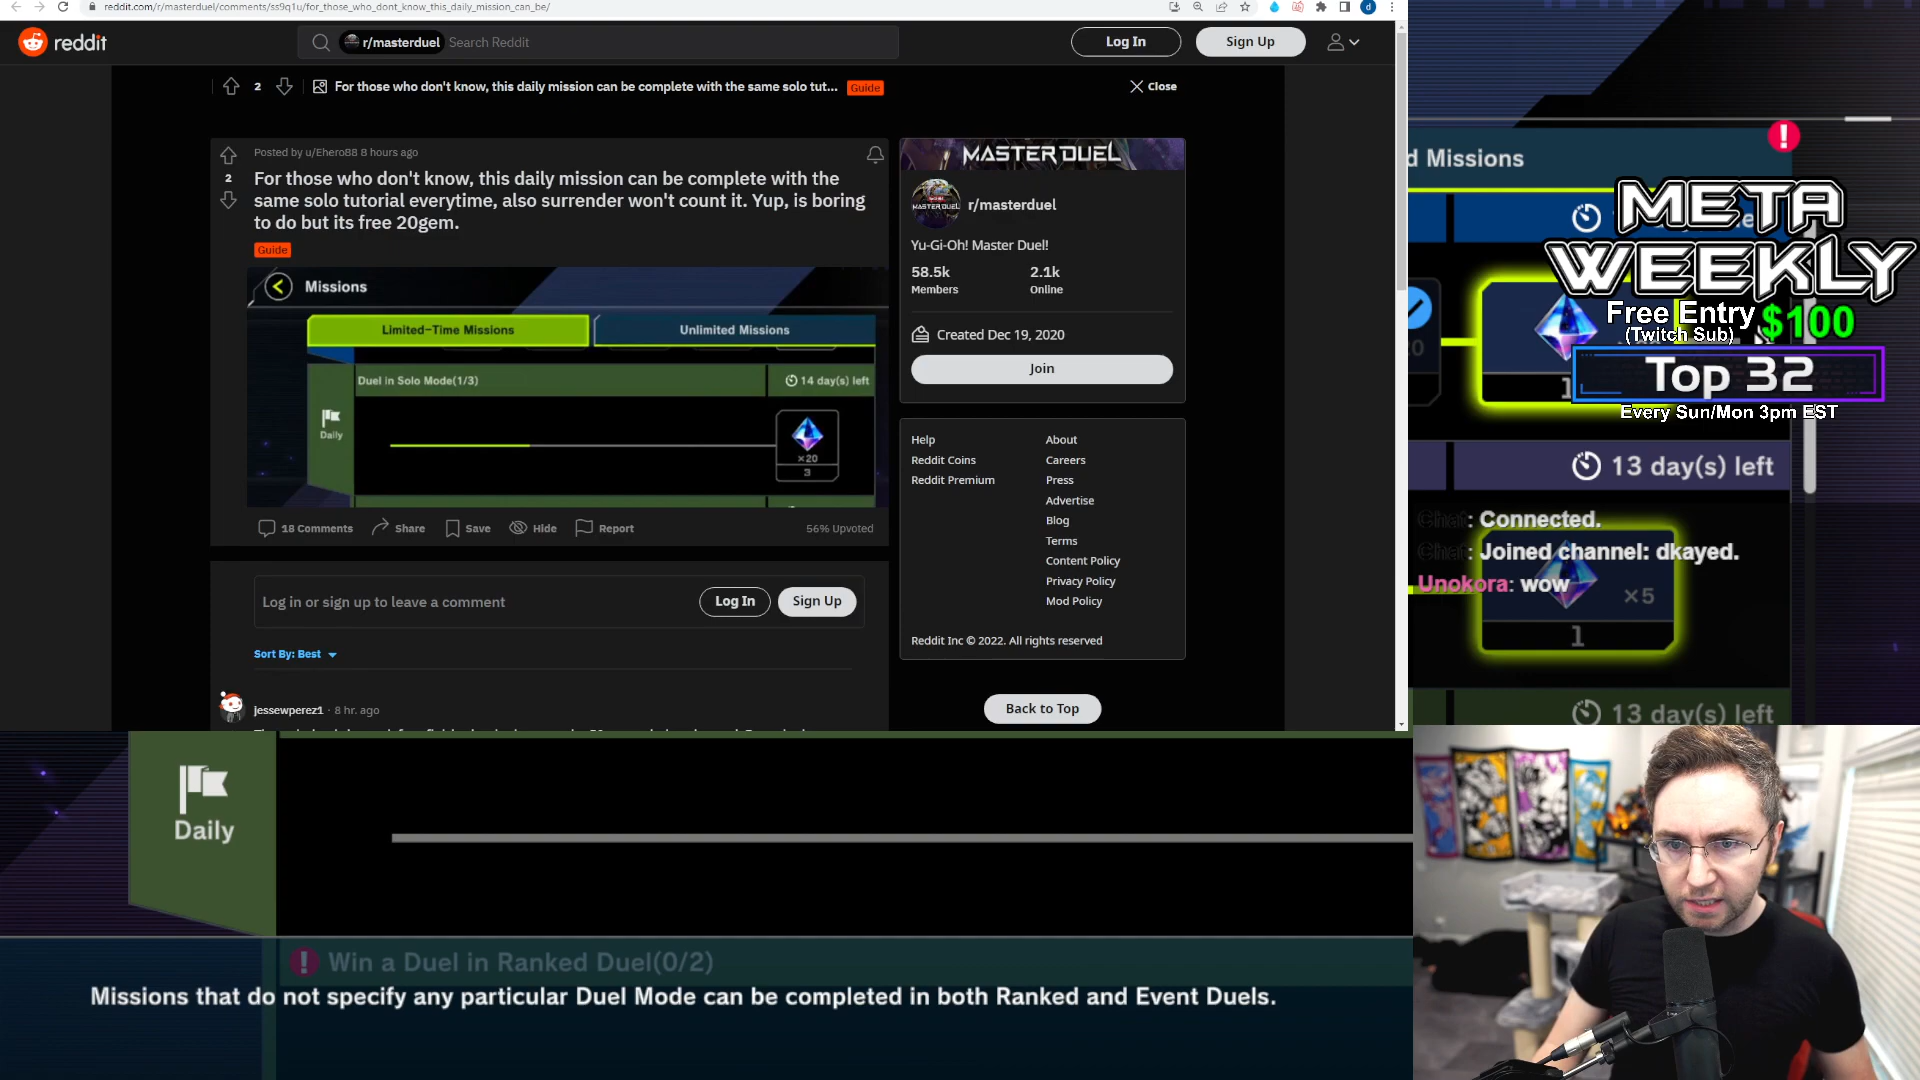 reddit.com/r/masterduel/comments/ss9q1u/for_those_who_dont_know_this_daily_mission_can_be/
reddit
r/masterduel Search Reddit
Log In
Sign Up
2
For those who don't know, this daily mission can be complete with the same solo tut...
Guide
Close
Posted by u/Ehero88 8 hours ago
2
For those who don't know, this daily mission can be complete with the
same solo tutorial everytime, also surrender won't count it. Yup, is boring
to do but its free 20gem.
Guide
Missions
Limited-Time Missions
Unlimited Missions
Duel in Solo Mode(1/3)
14 day(s) left
Daily
×20
3
18 Comments
Share
Save
Hide
Report
56% Upvoted
Log in or sign up to leave a comment
Log In
Sign Up
Sort By: Best
jessewperez1 · 8 hr. ago
MASTER DUEL
r/masterduel
Yu-Gi-Oh! Master Duel!
58.5k
Members
2.1k
Online
Created Dec 19, 2020
Join
Help
Reddit Coins
Reddit Premium
About
Careers
Press
Advertise
Blog
Terms
Content Policy
Privacy Policy
Mod Policy
Reddit Inc © 2022. All rights reserved
Back to Top
d Missions
META
WEEKLY
Free Entry
(Twitch Sub)
$100
Top 32
Every Sun/Mon 3pm EST
13 day(s) left
Chat: Connected.
Chat: Joined channel: dkayed.
Unokora: wow
×5
1
13 day(s) left
Daily
Win a Duel in Ranked Duel(0/2)
Missions that do not specify any particular Duel Mode can be completed in both Ranked and Event Duels.